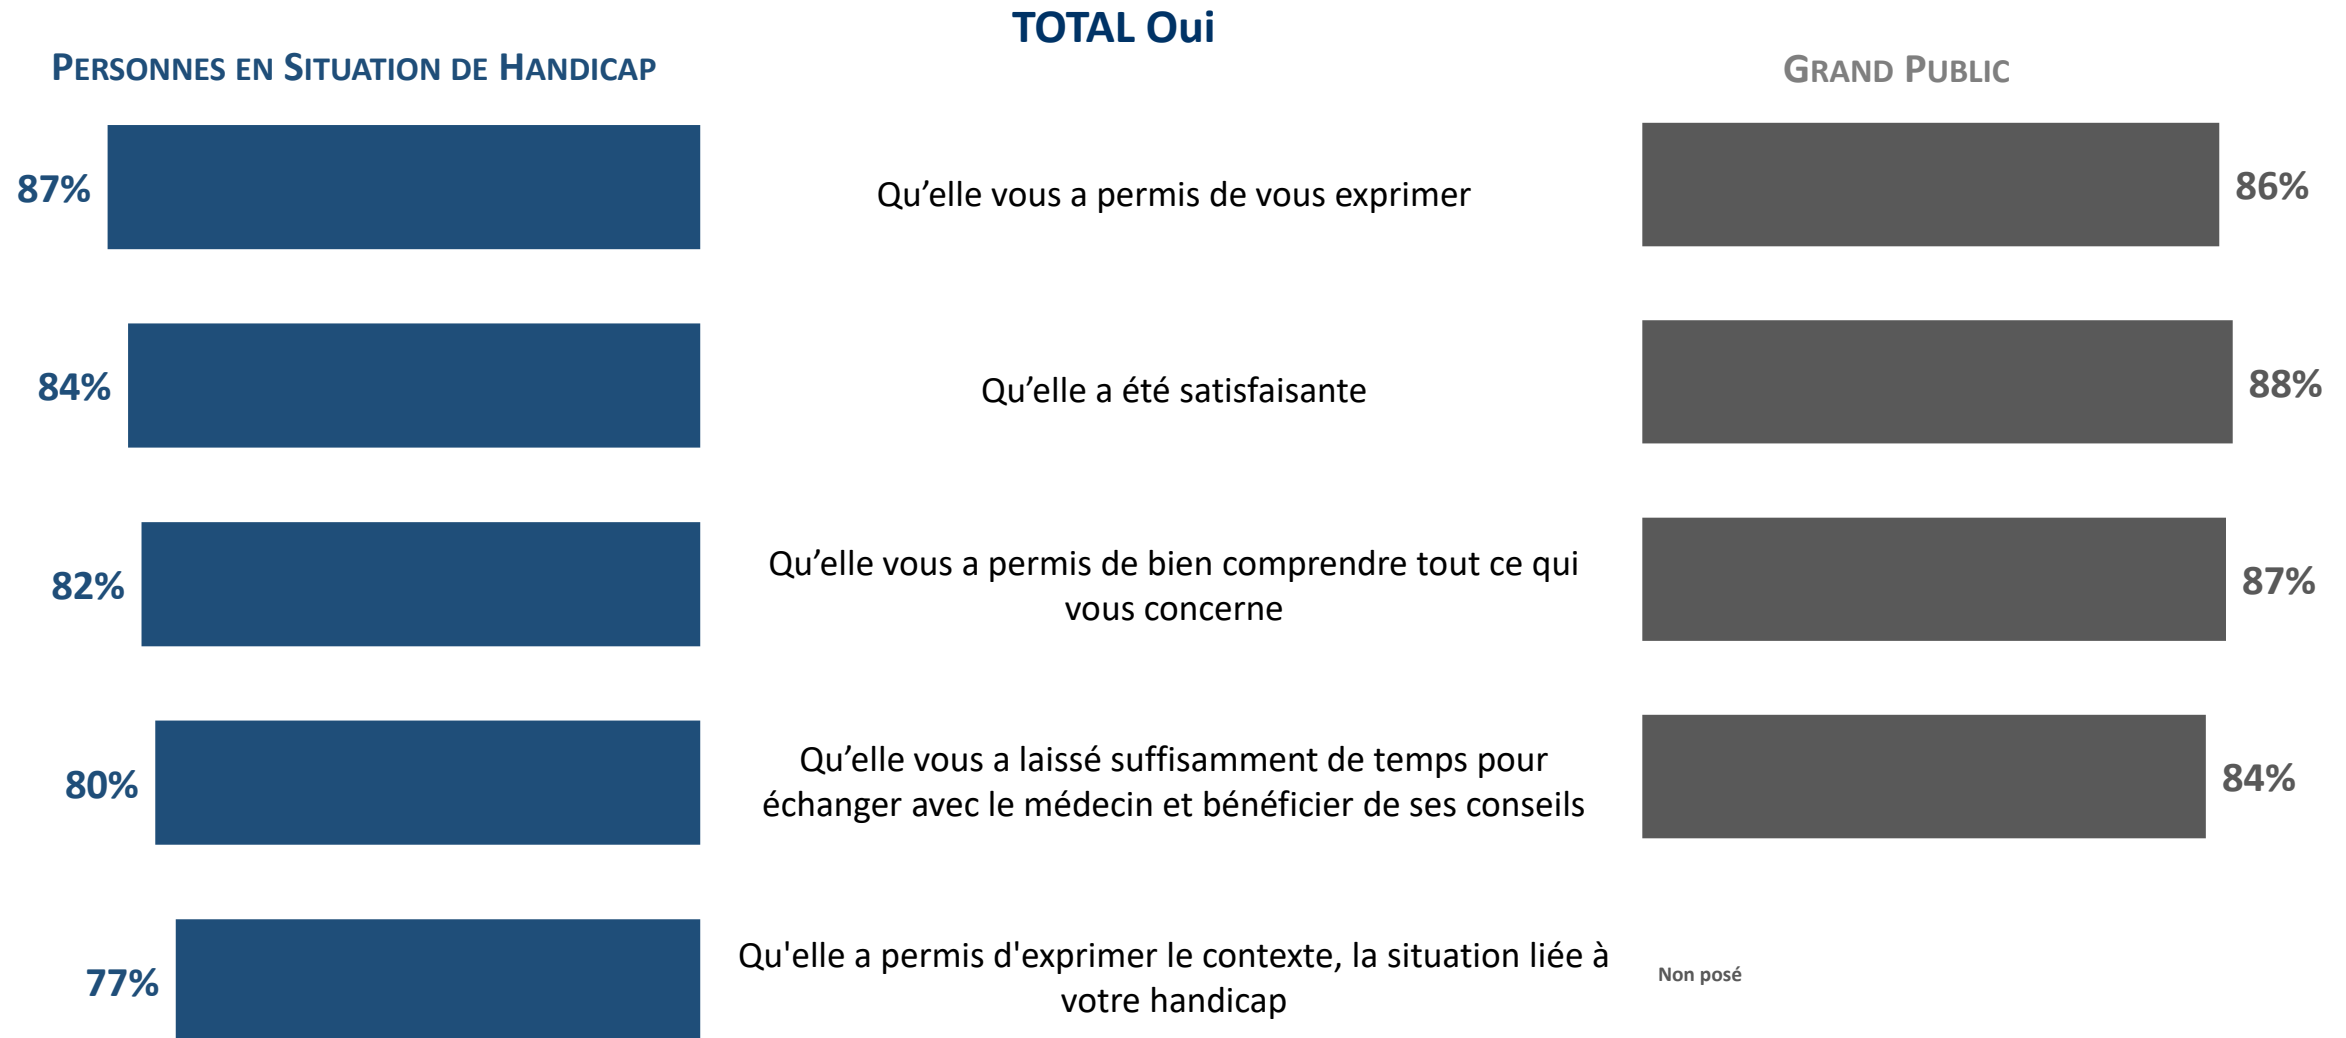 TOTAL Oui
PERSONNES EN SITUATION DE HANDICAP
GRAND PUBLIC
87%
Qu’elle vous a permis de vous exprimer
86%
84%
Qu’elle a été satisfaisante
88%
82%
Qu’elle vous a permis de bien comprendre tout ce qui
vous concerne
87%
80%
Qu’elle vous a laissé suffisamment de temps pour
échanger avec le médecin et bénéficier de ses conseils
84%
77%
Qu'elle a permis d'exprimer le contexte, la situation liée à
votre handicap
Non posé